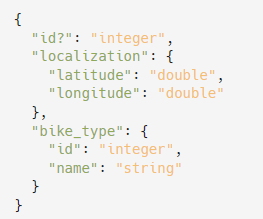 {
  "id?": "integer",
  "localization": {
    "latitude": "double",
    "longitude": "double"
  },
  "bike_type": {
    "id": "integer",
    "name": "string"
  }
}